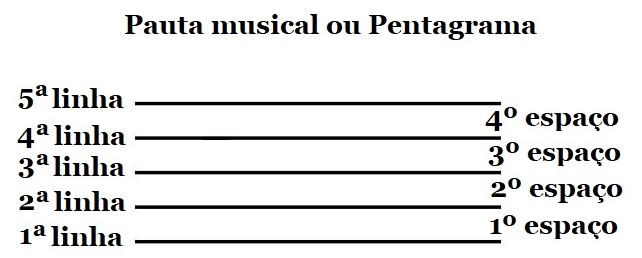 Pauta musical ou Pentagrama
5ª linha
4º espaço
4ª linha
3º espaço
3ª linha
2º espaço
2ª linha
1º espaço
1ª linha